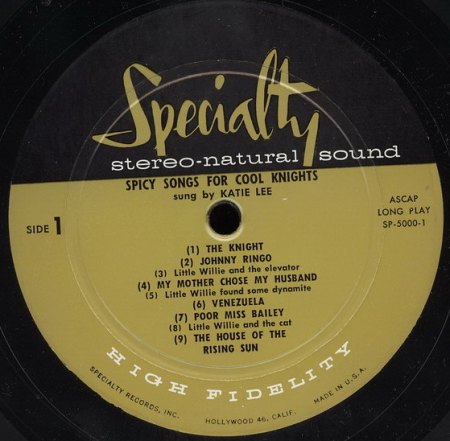 Specialty
stereo-natural sound
SPICY SONGS FOR COOL KNIGHTS
sung by KATIE LEE
SIDE 1
ASCAP
LONG PLAY
SP-5000-1
(1) THE KNIGHT
(2) JOHNNY RINGO
(3) Little Willie and the elevator
(4) MY MOTHER CHOSE MY HUSBAND
(5) Little Willie found some dynamite
(6) VENEZUELA
(7) POOR MISS BAILEY
(8) Little Willie and the cat
(9) THE HOUSE OF THE
RISING SUN
HIGH FIDELITY
SPECIALTY RECORDS, INC.
HOLLYWOOD 46, CALIF.
MADE IN U.S.A.